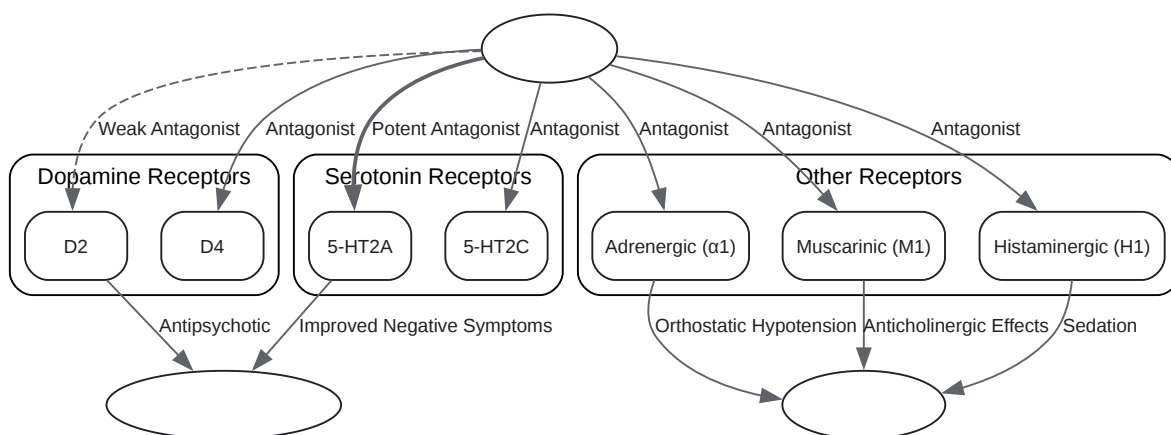 Weak Antagonist
Antagonist
Potent Antagonist
Antagonist
Antagonist
Antagonist
Antagonist
Dopamine Receptors
Serotonin Receptors
Other Receptors
D2
D4
5-HT2A
5-HT2C
Adrenergic (α1)
Muscarinic (M1)
Histaminergic (H1)
Antipsychotic
Improved Negative Symptoms
Orthostatic Hypotension
Anticholinergic Effects
Sedation